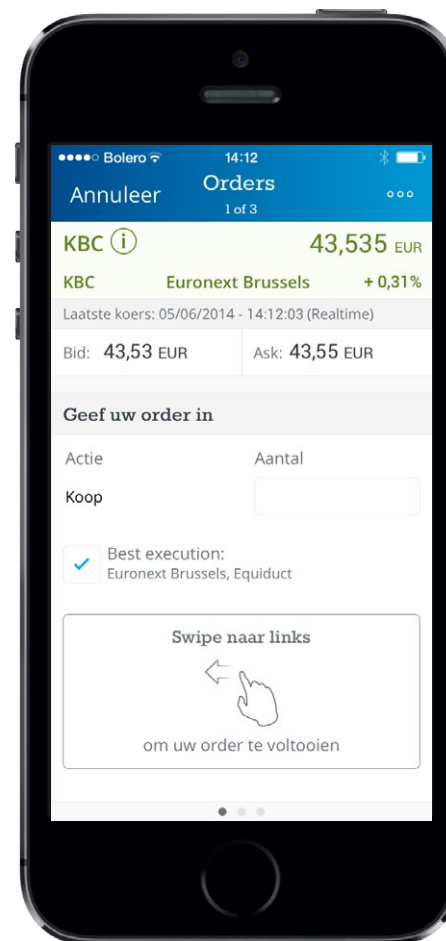 Bolero 14:12
Annuleer Orders
1 of 3
KBC i 43,535 EUR
KBC Euronext Brussels + 0,31%
Laatste koers: 05/06/2014 - 14:12:03 (Realtime)
Bid: 43,53 EUR Ask: 43,55 EUR
Geef uw order in
Actie Aantal
Koop
Best execution:
Euronext Brussels, Equiduct
Swipe naar links
om uw order te voltooien